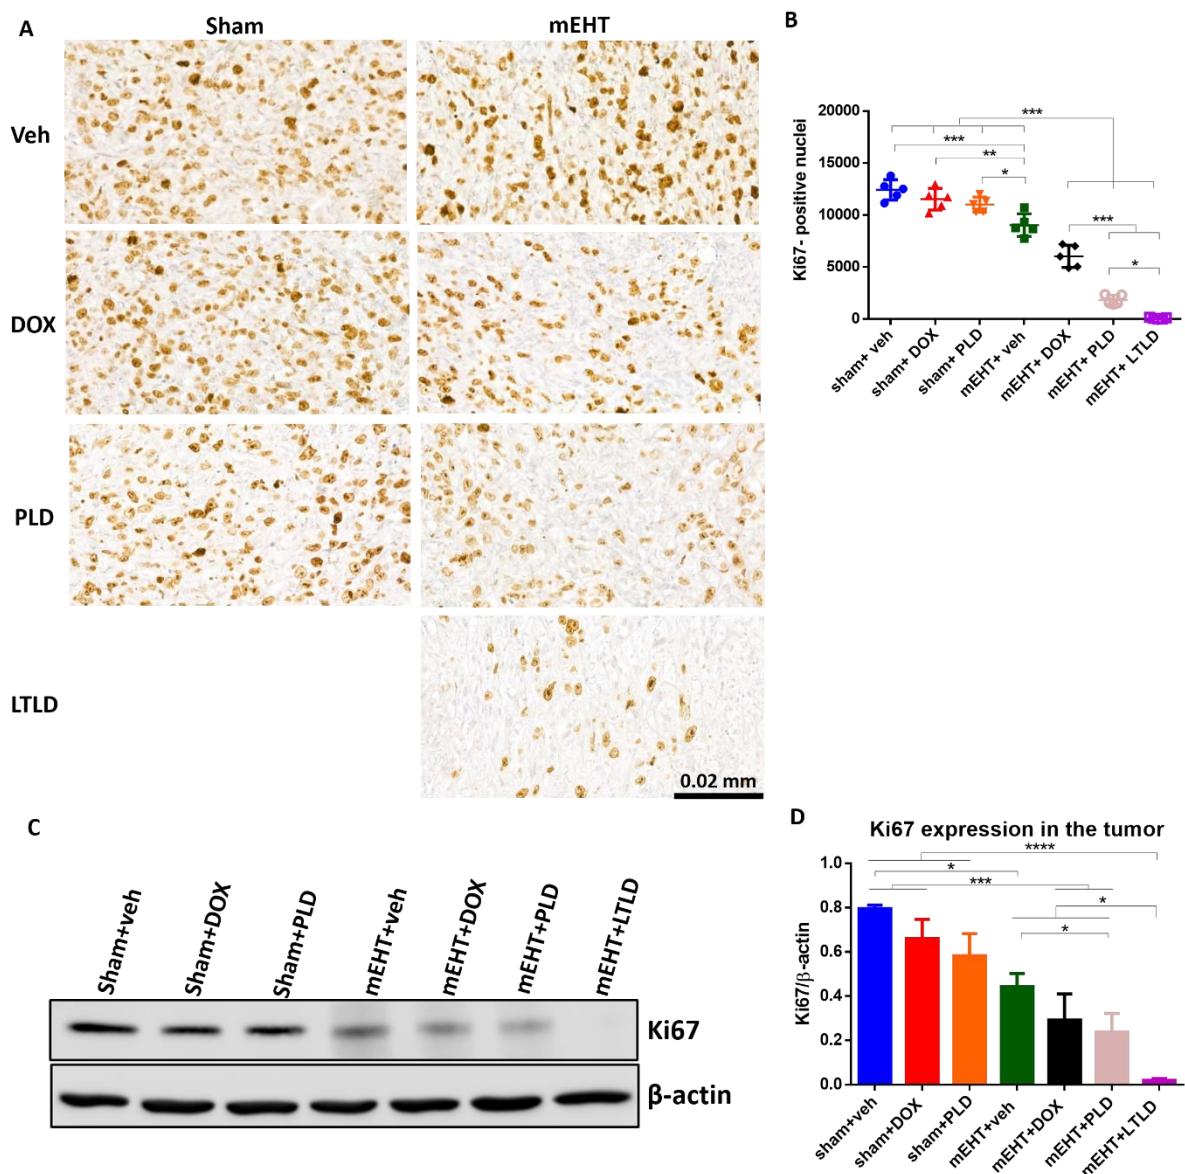 A
Sham
mEHT
Veh
DOX
PLD
LTLD
0.02 mm
B
Ki67- positive nuclei
20000
15000
10000
5000
0
***
***
**
*
***
*
sham+ veh
sham+ DOX
sham+ PLD
mEHT+ veh
mEHT+ DOX
mEHT+ PLD
mEHT+ LTLD
C
Sham+veh
Sham+DOX
Sham+PLD
mEHT+veh
mEHT+DOX
mEHT+PLD
mEHT+LTLD
Ki67
β-actin
D
Ki67 expression in the tumor
Ki67/β-actin
1.0
0.8
0.6
0.4
0.2
0.0
****
*
***
*
*
sham+veh
sham+DOX
sham+PLD
mEHT+veh
mEHT+DOX
mEHT+PLD
mEHT+LTLD